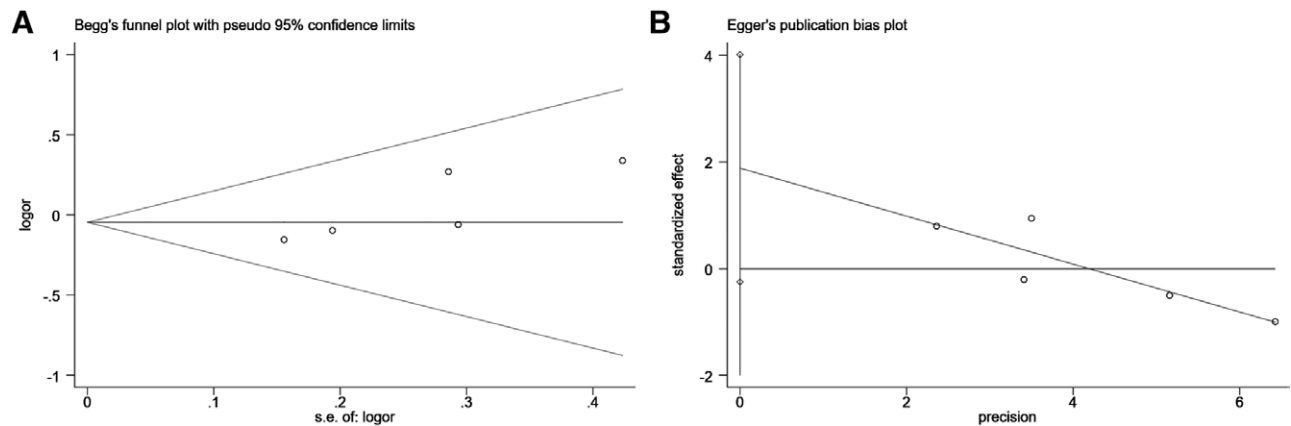 A
Begg's funnel plot with pseudo 95% confidence limits
1
.5
0
-.5
-1
logor
0 .1 .2 .3 .4
s.e. of: logor
B
Egger's publication bias plot
4
2
0
-2
standardized effect
0 2 4 6
precision